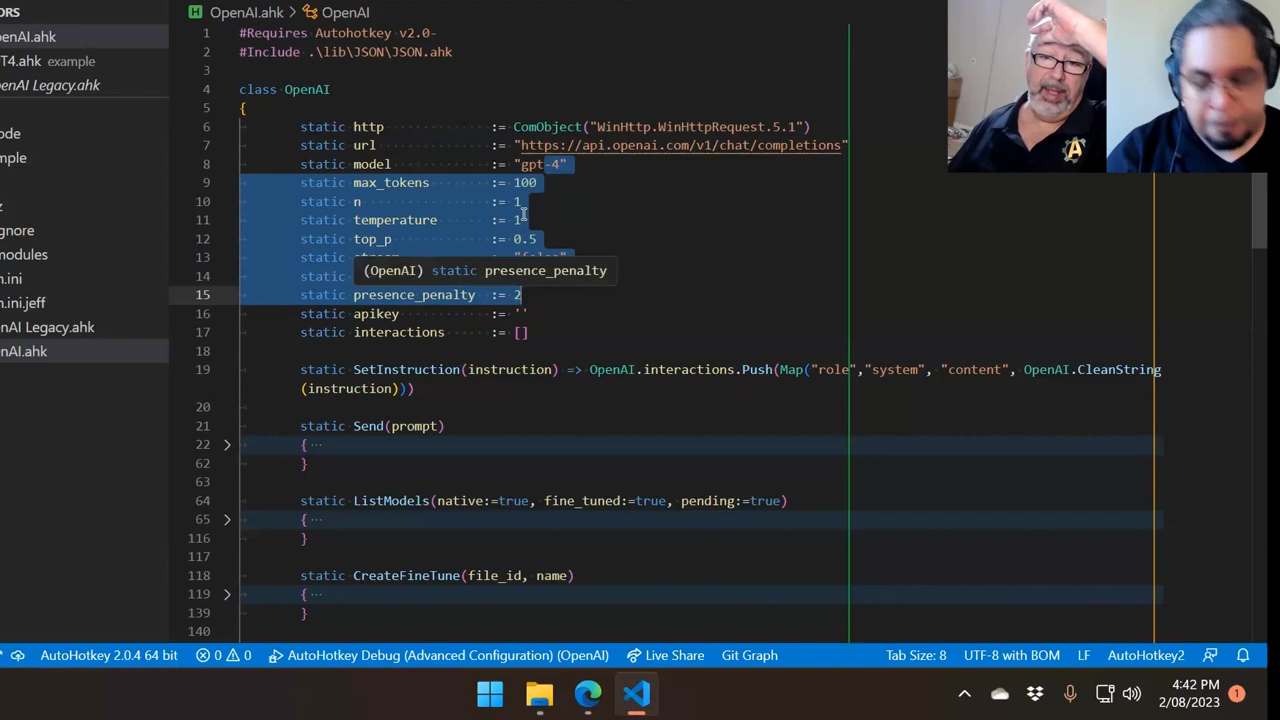 ORS
OpenAI.ahk > OpenAI
enAI.ahk
T4.ahk example
enAI Legacy.ahk
ode
mple
z
gnore
modules
n.ini
n.ini.jeff
enAI Legacy.ahk
enAI.ahk
1 #Requires Autohotkey v2.0-
2 #Include .\lib\JSON\JSON.ahk
3
4 class OpenAI
5 {
6 static http := ComObject("WinHttp.WinHttpRequest.5.1")
7 static url := "https://api.openai.com/v1/chat/completions"
8 static model := "gpt-4"
9 static max_tokens := 100
10 static n := 1
11 static temperature := 1
12 static top_p := 0.5
13 static
(OpenAI) static presence_penalty
14 static
15 static presence_penalty := 2
16 static apikey := ''
17 static interactions := []
18
19 static SetInstruction(instruction) => OpenAI.interactions.Push(Map("role","system", "content", OpenAI.CleanString
(instruction)))
20
21 static Send(prompt)
22 { ...
62 }
63
64 static ListModels(native:=true, fine_tuned:=true, pending:=true)
65 { ...
116 }
117
118 static CreateFineTune(file_id, name)
119 { ...
139 }
140
AutoHotkey 2.0.4 64 bit 0 0 AutoHotkey Debug (Advanced Configuration) (OpenAI) Live Share Git Graph Tab Size: 8 UTF-8 with BOM LF AutoHotkey2
4:42 PM
2/08/2023
1